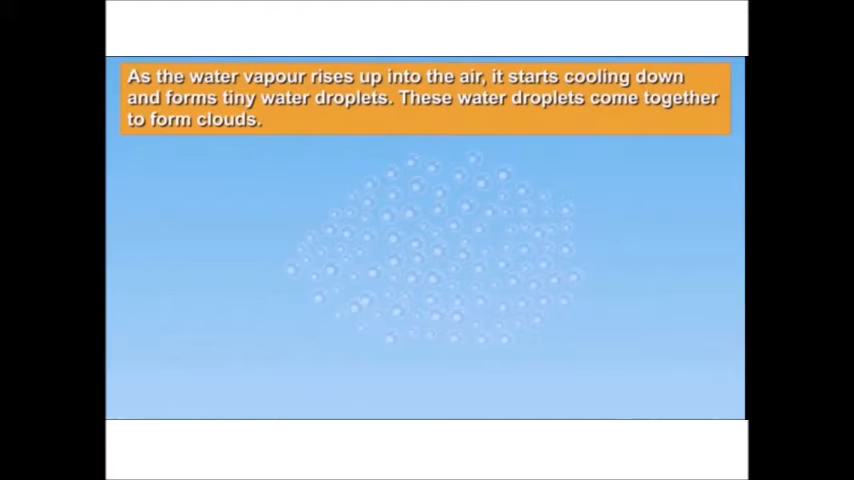 As the water vapour rises up into the air, it starts cooling down
and forms tiny water droplets. These water droplets come together
to form clouds.